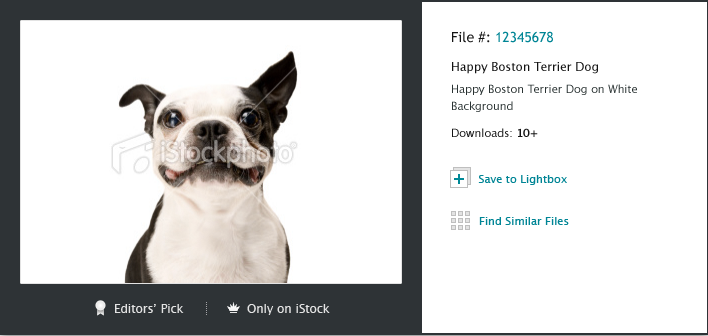 iStockphoto
Editors' Pick
Only on iStock
File #: 12345678
Happy Boston Terrier Dog
Happy Boston Terrier Dog on White
Background
Downloads: 10+
Save to Lightbox
Find Similar Files